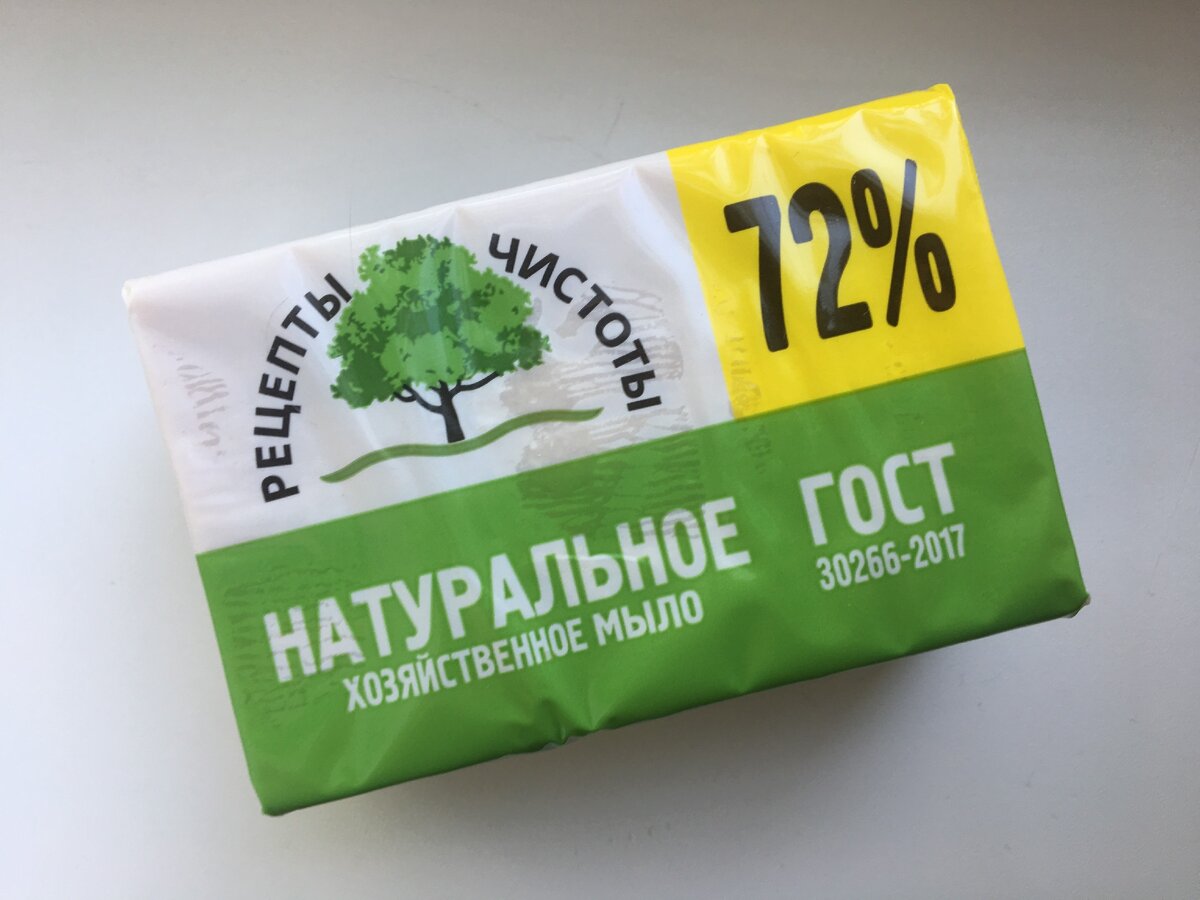 РЕЦЕПТЫ ЧИСТОТЫ
72%
НАТУРАЛЬНОЕ
ХОЗЯЙСТВЕННОЕ МЫЛО
ГОСТ
30266-2017